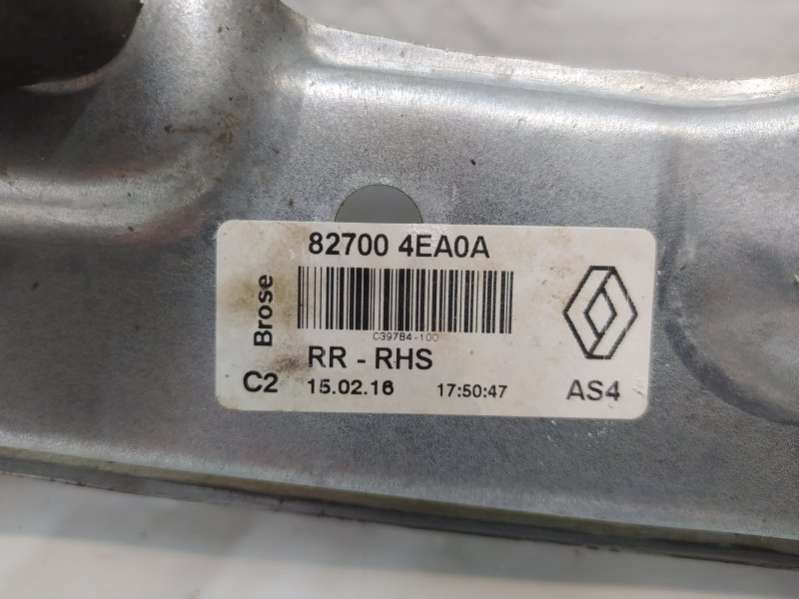 82700 4EA0A
Brose
C39784-100
RR - RHS
C2 15.02.16 17:50:47 AS4